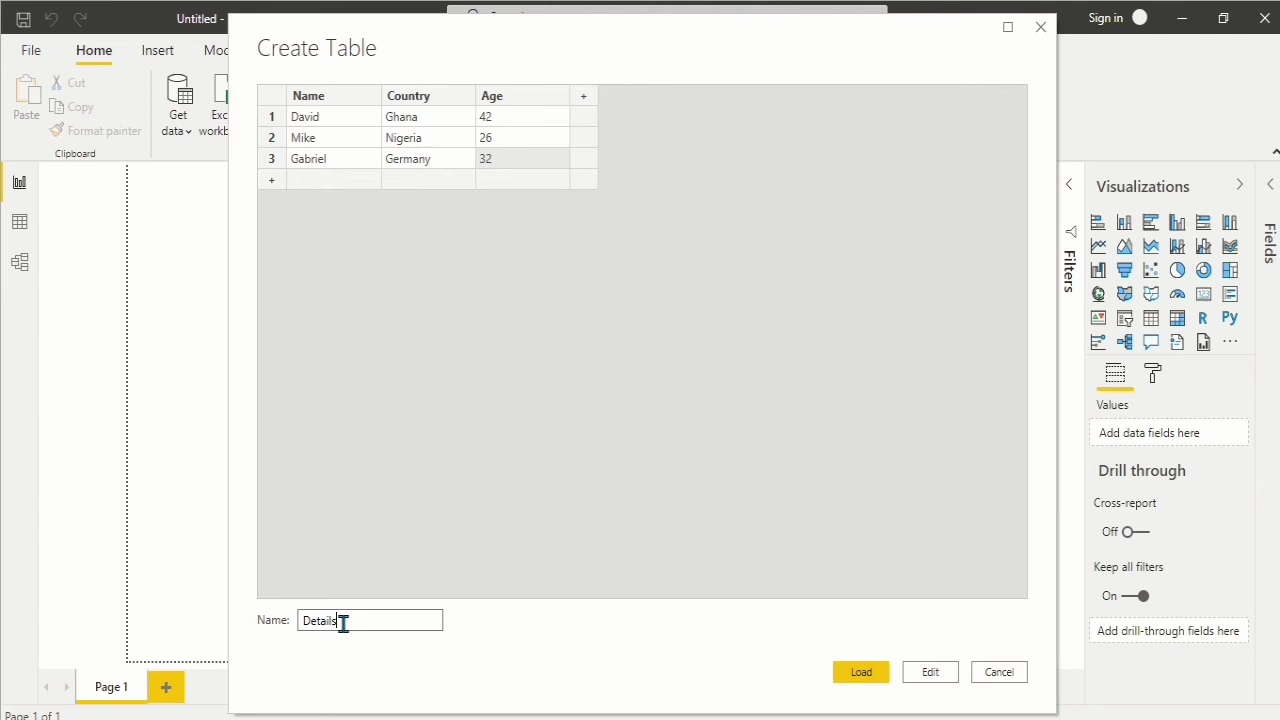 Untitled -
Sign in
File
Home
Insert
Create Table
Paste
Cut
Copy
Format painter
Clipboard
Get
data
Name Country Age +
1 David Ghana 42
2 Mike Nigeria 26
3 Gabriel Germany 32
+
Name: Details
Load Edit Cancel
Filters
Visualizations
Fields
123
R
Py
...
Values
Add data fields here
Drill through
Cross-report
Off
Keep all filters
On
Add drill-through fields here
Page 1
+
Page 1 of 1